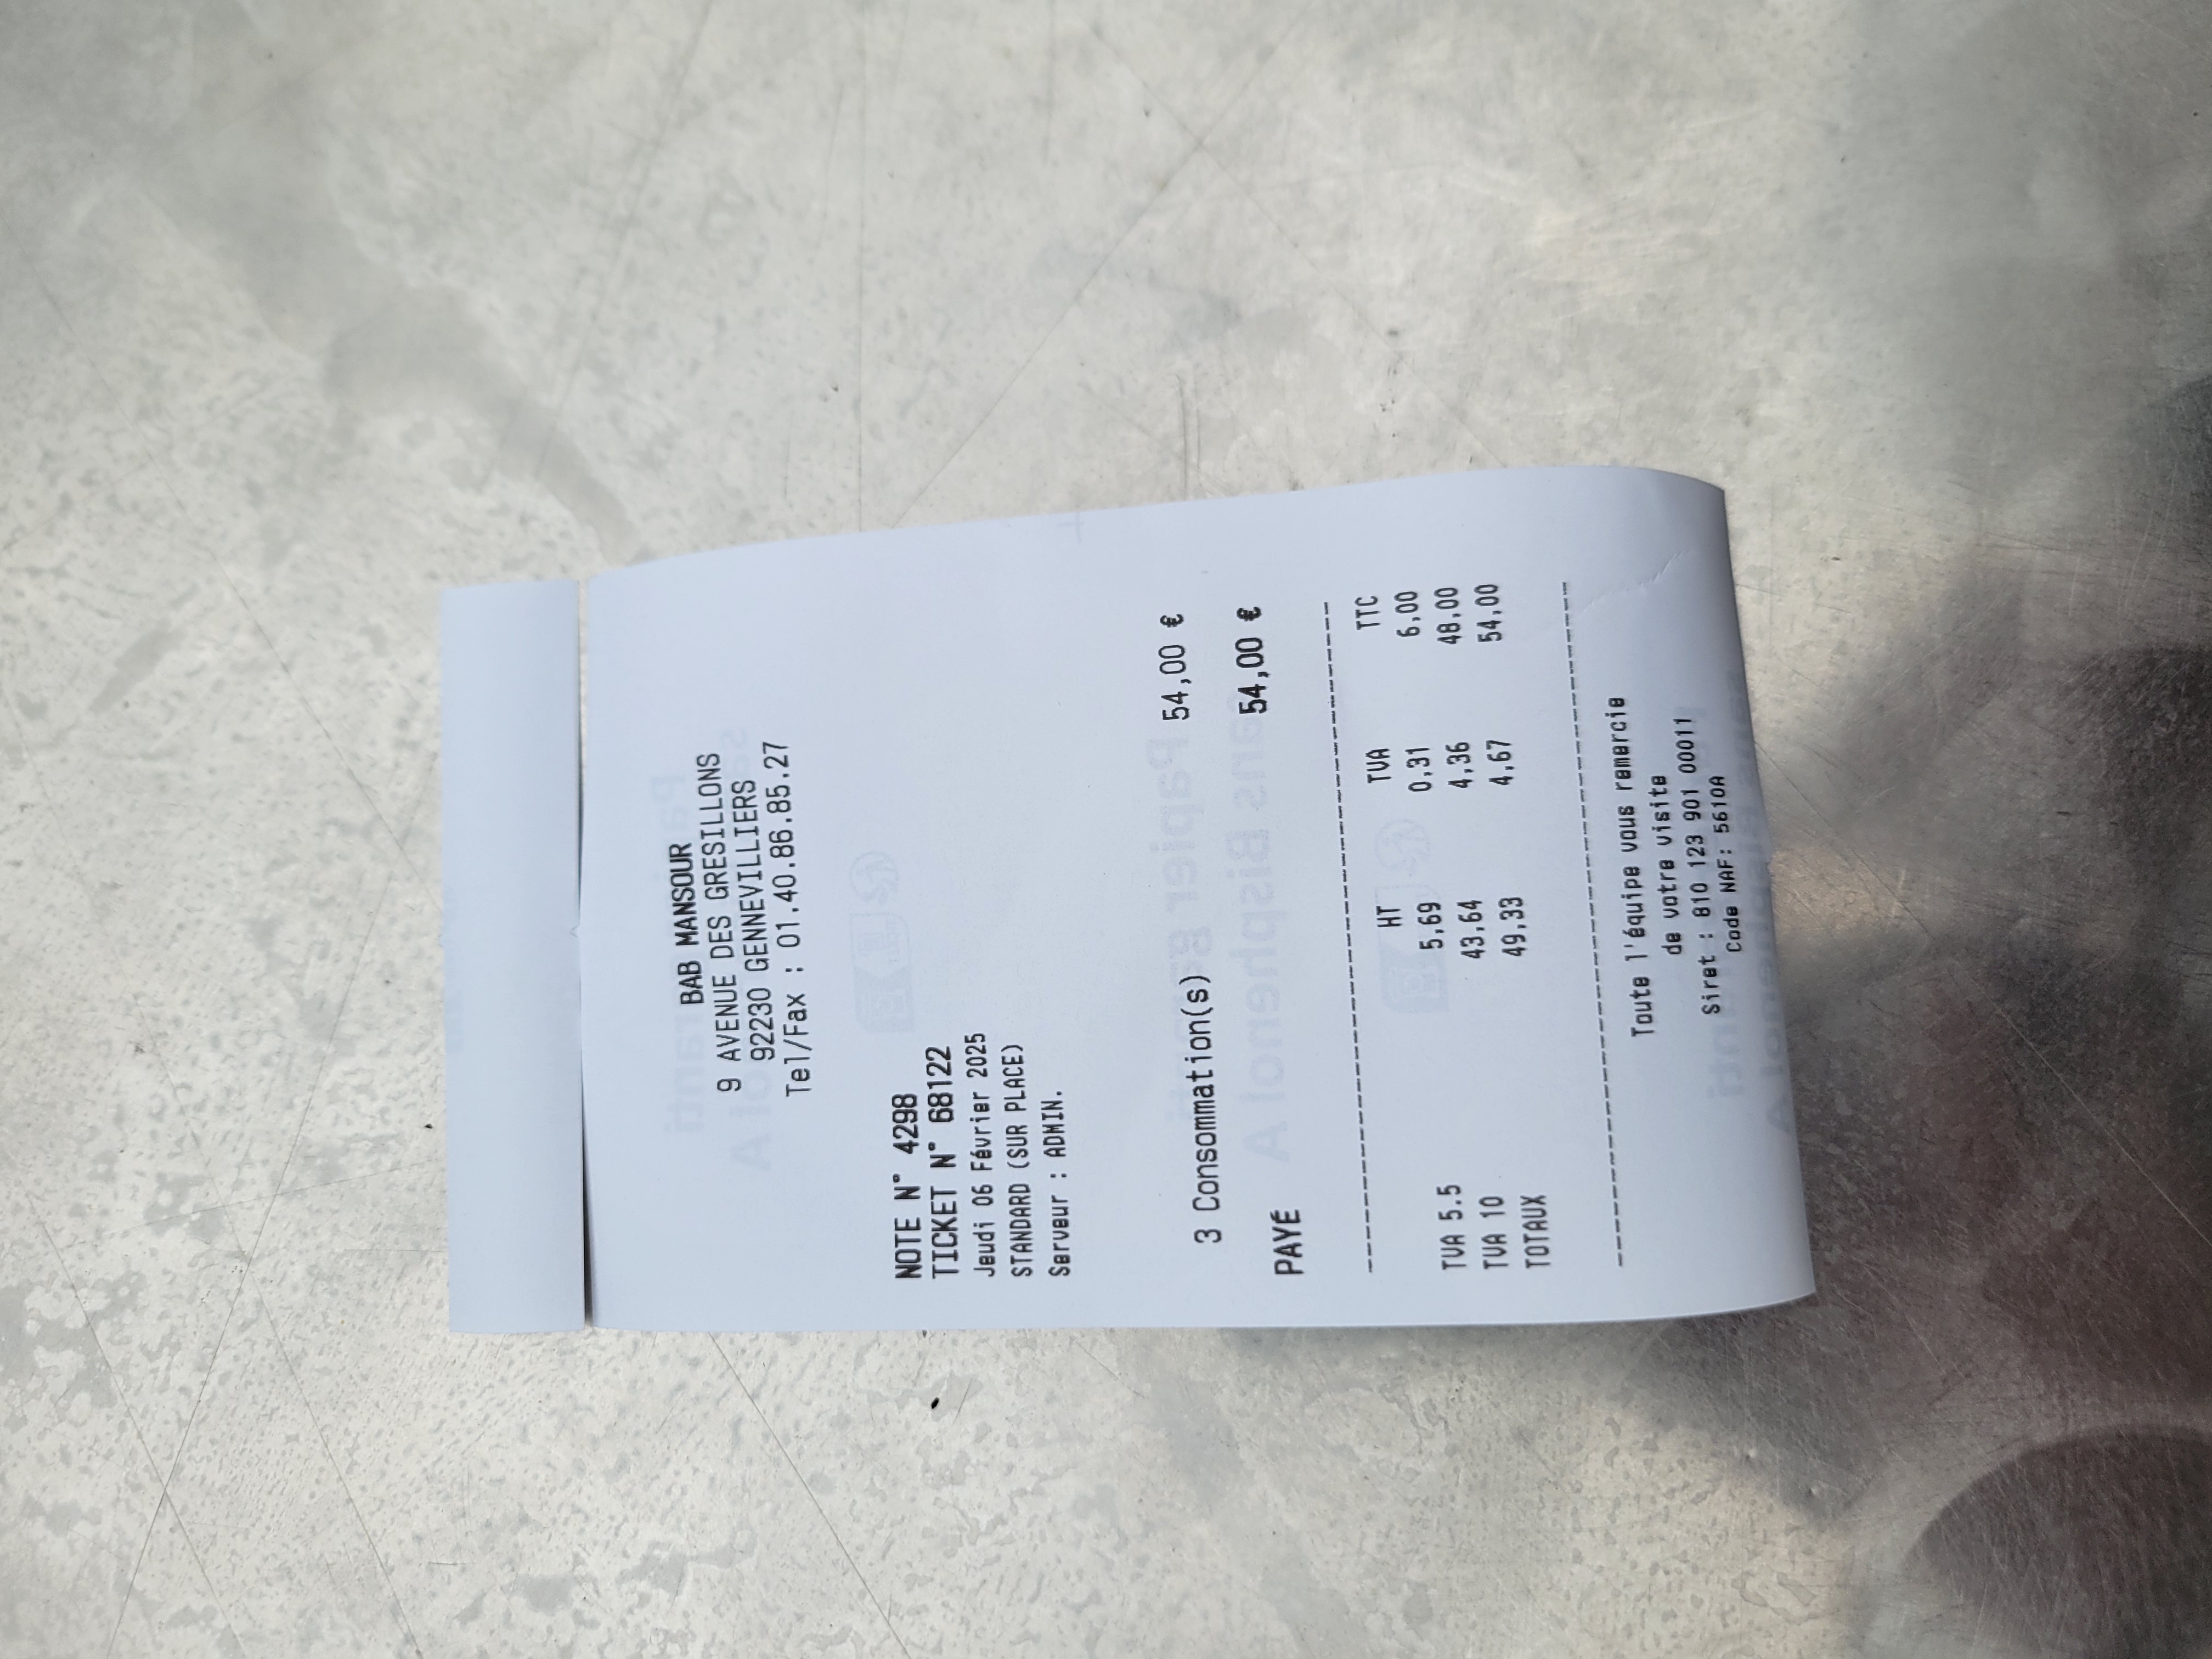 BAB MANSOUR
9 AVENUE DES GRESILLONS
92230 GENNEVILLIERS
Tel/Fax : 01.40.86.85.27
NOTE N° 4298
TICKET N° 68122
Jeudi 06 Février 2025
STANDARD (SUR PLACE)
Serveur : ADMIN.
3 Consommation(s) 54,00 €
PAYÉ 54,00 €
HT TVA TTC
TVA 5.5 5,69 0,31 6,00
TVA 10 43,64 4,36 48,00
TOTAUX 49,33 4,67 54,00
Toute l'équipe vous remercie
de votre visite
Siret : 810 123 901 00011
Code NAF: 5610A
Papier garanti
sans Bisphenol A